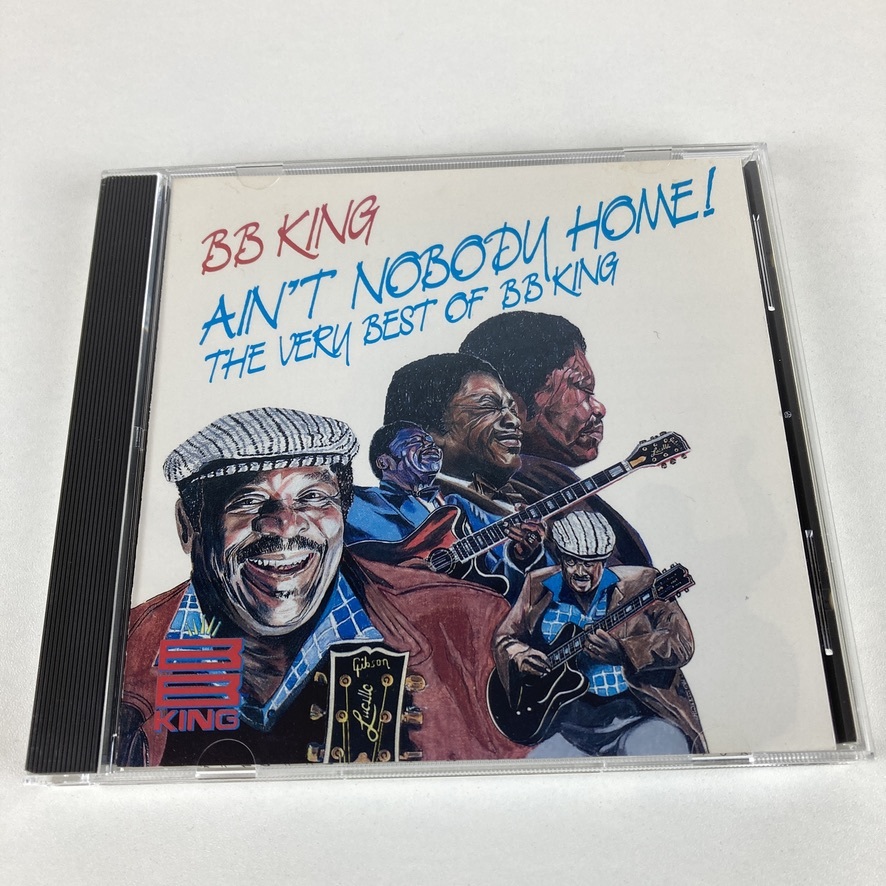 BB KING
AIN'T NOBODY HOME!
THE VERY BEST OF BB KING
Lucille
Gibson
Lucille
BB
KING